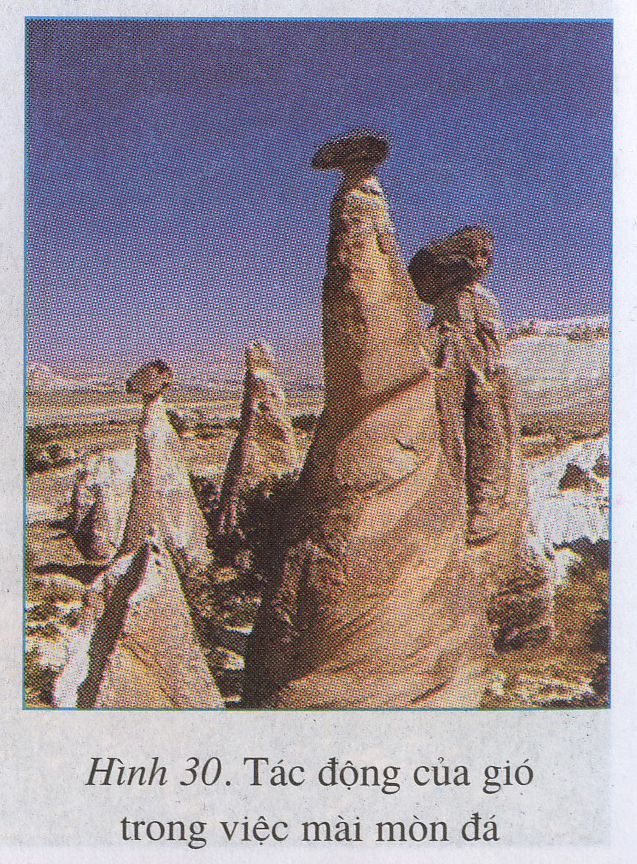 Hình 30. Tác động của gió
trong việc mài mòn đá